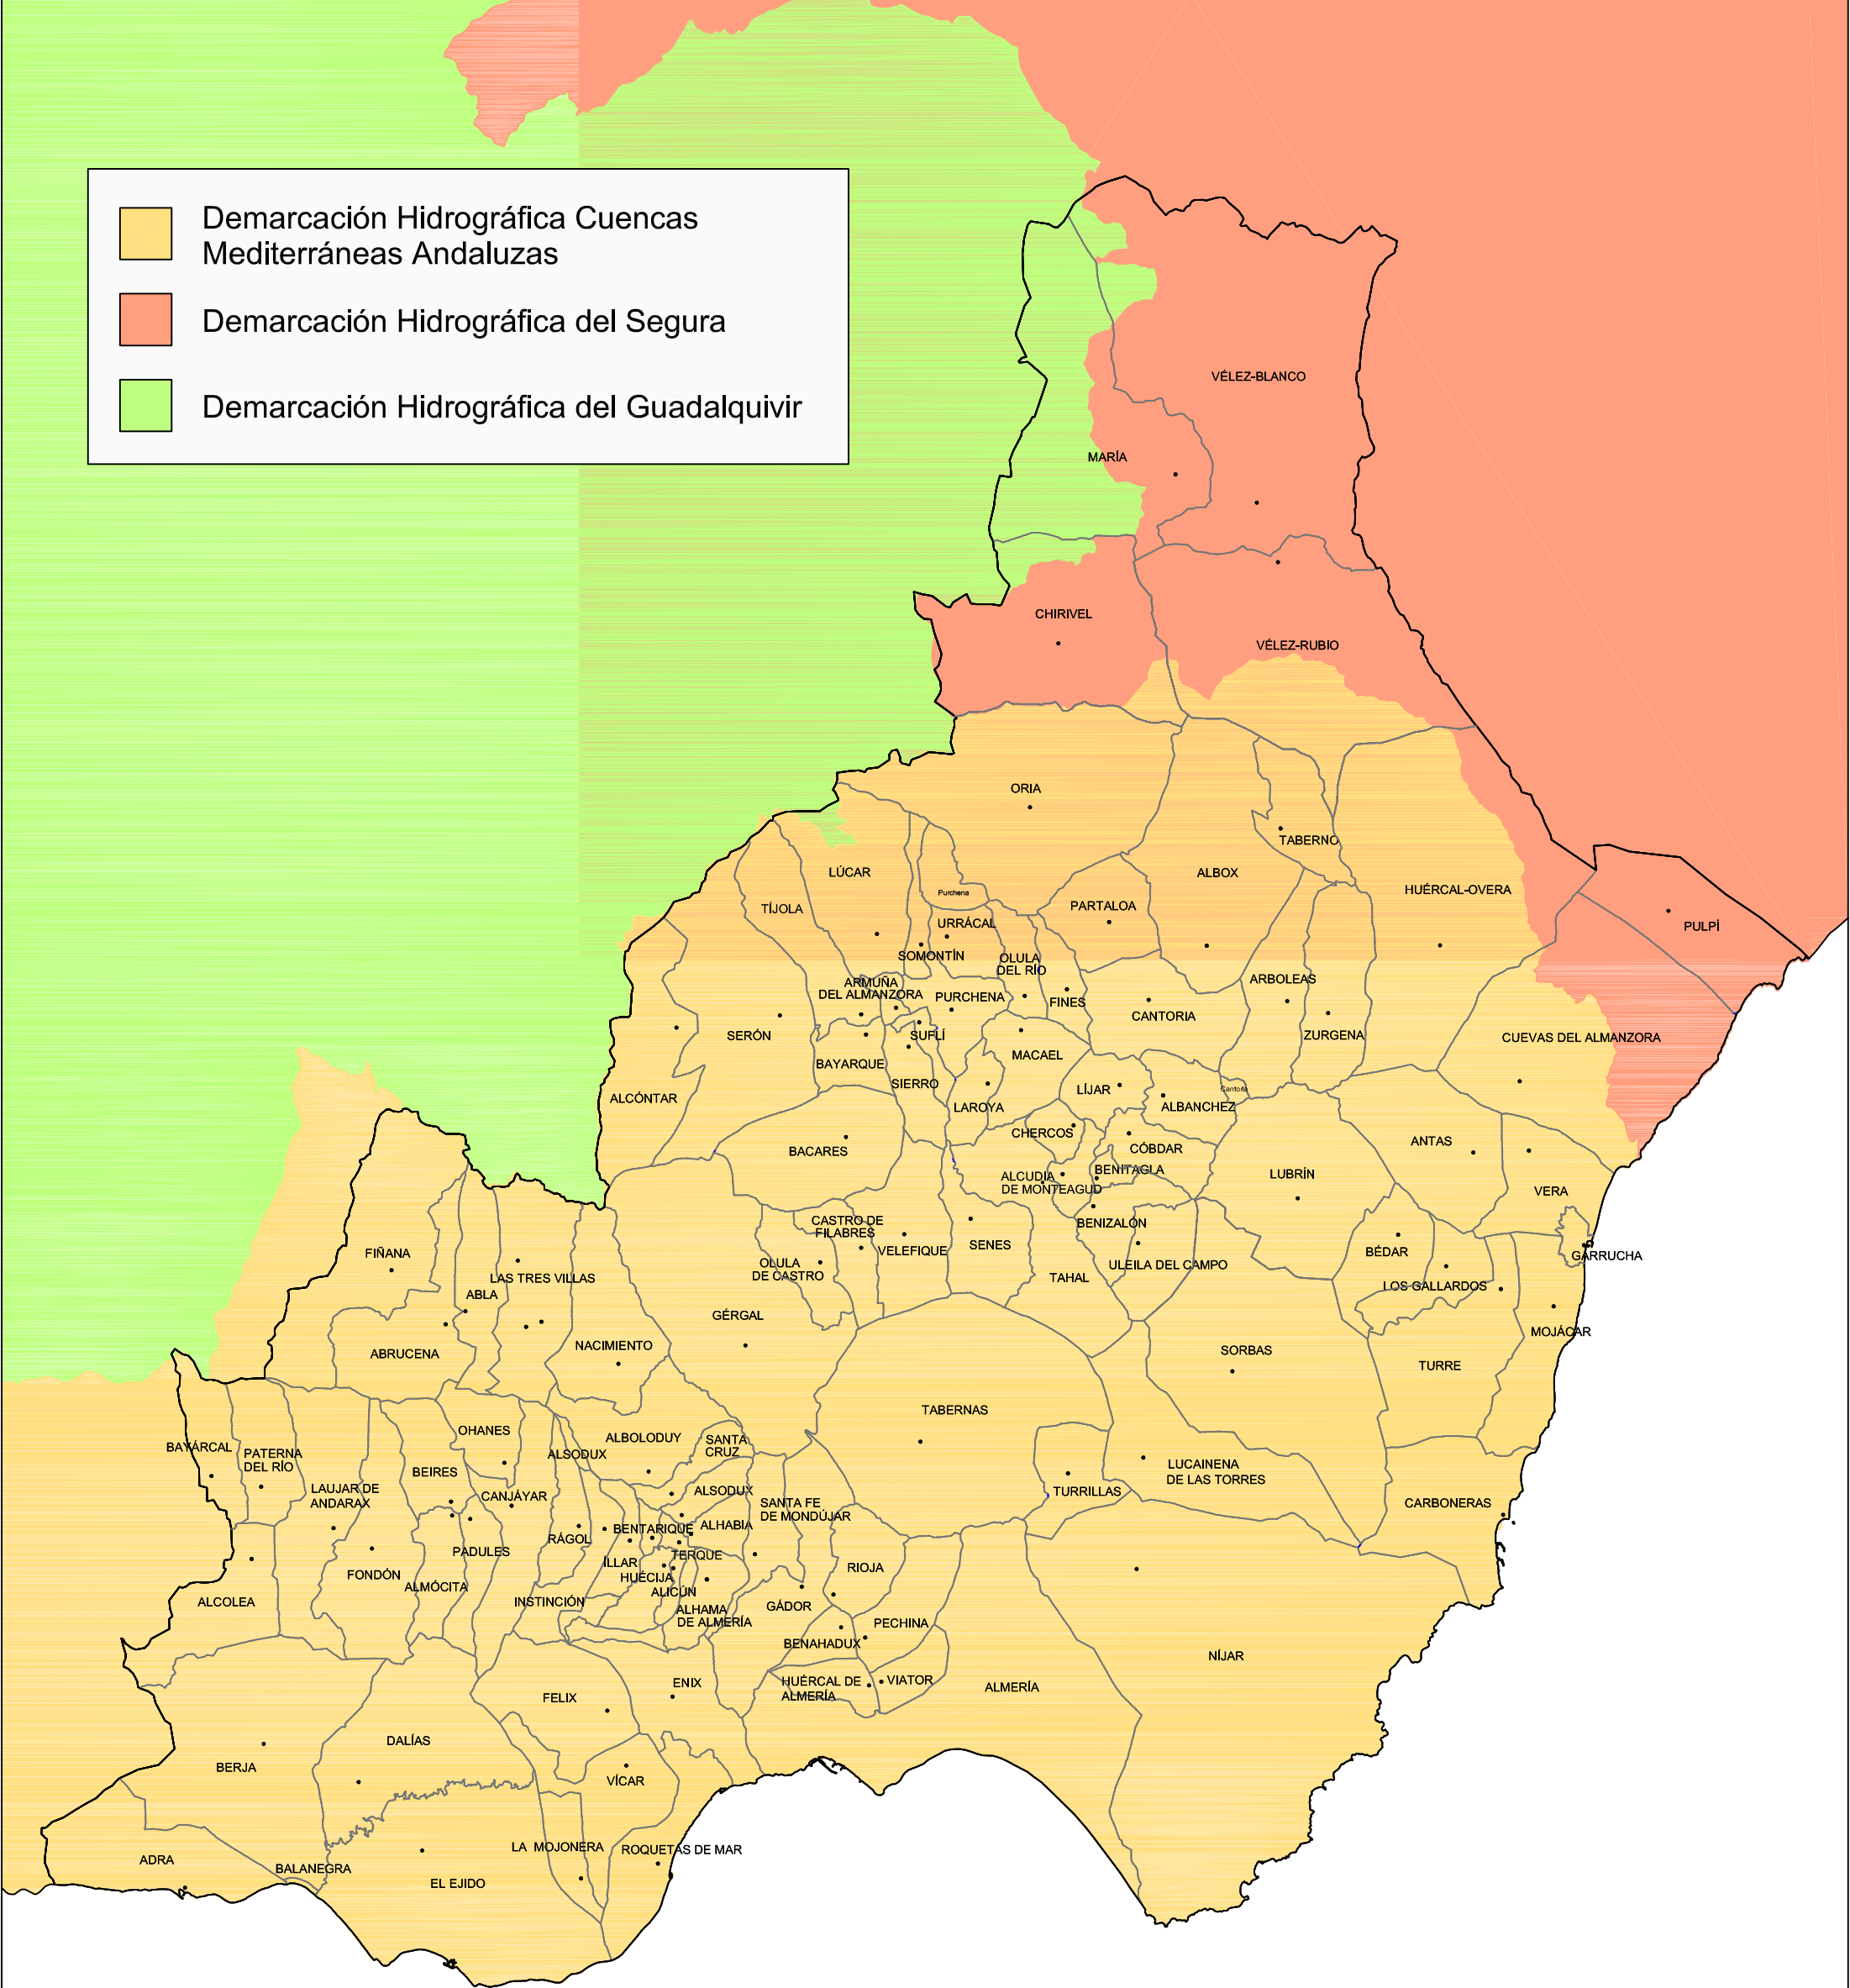 Demarcación Hidrográfica Cuencas
Mediterráneas Andaluzas
Demarcación Hidrográfica del Segura
Demarcación Hidrográfica del Guadalquivir
VÉLEZ-BLANCO
MARÍA
CHIRIVEL
VÉLEZ-RUBIO
ORIA
TABERNO
LÚCAR
ALBOX
HUÉRCAL-OVERA
Purchena
TÍJOLA
PARTALOA
URRÁCAL
PULPÍ
SOMONTÍN
OLULA
DEL RÍO
ARBOLEAS
ARMUÑA
DEL ALMANZORA
PURCHENA
FINES
CANTORIA
SERÓN
SUFLÍ
ZURGENA
CUEVAS DEL ALMANZORA
MACAEL
BAYARQUE
SIERRO
LÍJAR
Cantoria
ALCÓNTAR
LAROYA
ALBANCHEZ
CHERCOS
ANTAS
BACARES
CÓBDAR
ALCUDIA
DE MONTEAGUD
BENITAGLA
LUBRÍN
VERA
CASTRO DE
FILABRES
BENIZALÓN
FIÑANA
VELEFIQUE
SENES
BÉDAR
GARRUCHA
OLULA
DE CASTRO
ULEILA DEL CAMPO
LAS TRES VILLAS
TAHAL
LOS GALLARDOS
ABLA
GÉRGAL
MOJÁCAR
NACIMIENTO
ABRUCENA
SORBAS
TURRE
TABERNAS
OHANES
ALBOLODUY
SANTA
CRUZ
BAYÁRCAL
PATERNA
DEL RÍO
ALSODUX
BEIRES
LUCAINENA
DE LAS TORRES
LAUJAR DE
ANDARAX
CANJÁYAR
ALSODUX
TURRILLAS
SANTA FE
DE MONDÚJAR
CARBONERAS
BENTARIQUE
ALHABIA
RÁGOL
PADULES
TERQUE
ILLAR
RIOJA
FONDÓN
HUÉCIJA
ALMÓCITA
ALICÚN
ALCOLEA
INSTINCIÓN
GÁDOR
ALHAMA
DE ALMERÍA
PECHINA
BENAHADUX
NÍJAR
ENIX
HUÉRCAL DE
ALMERÍA
VIATOR
ALMERÍA
FELIX
DALÍAS
BERJA
VÍCAR
LA MOJONERA
ROQUETAS DE MAR
ADRA
BALANEGRA
EL EJIDO